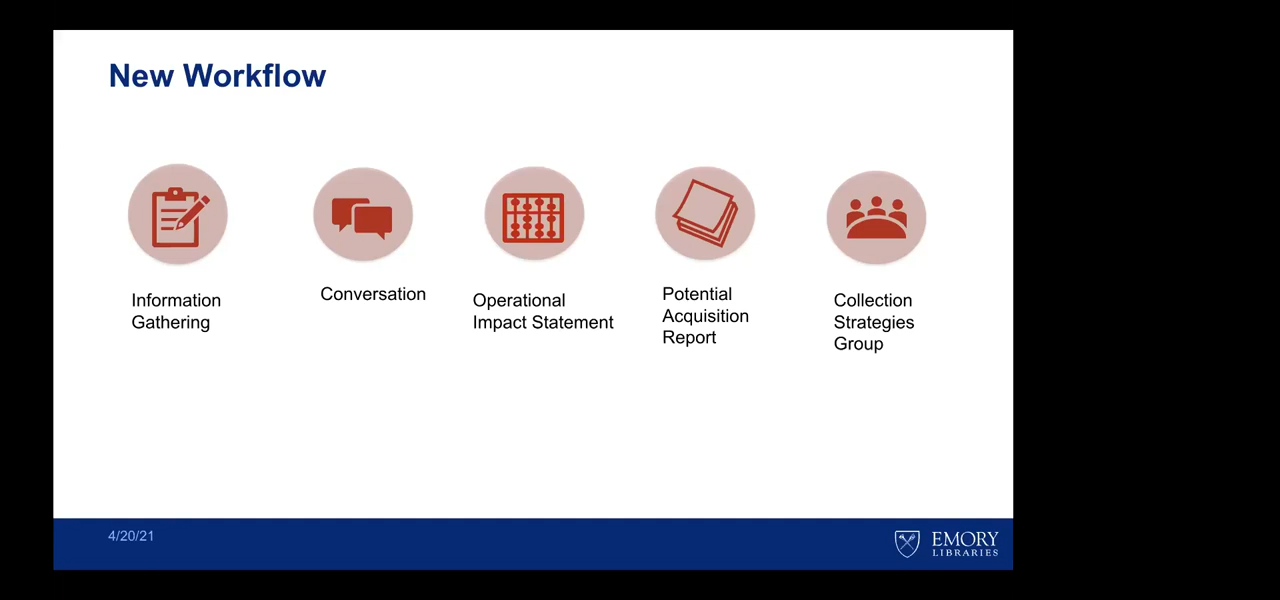 New Workflow
Information
Gathering
Conversation
Operational
Impact Statement
Potential
Acquisition
Report
Collection
Strategies
Group
4/20/21
EMORY
LIBRARIES